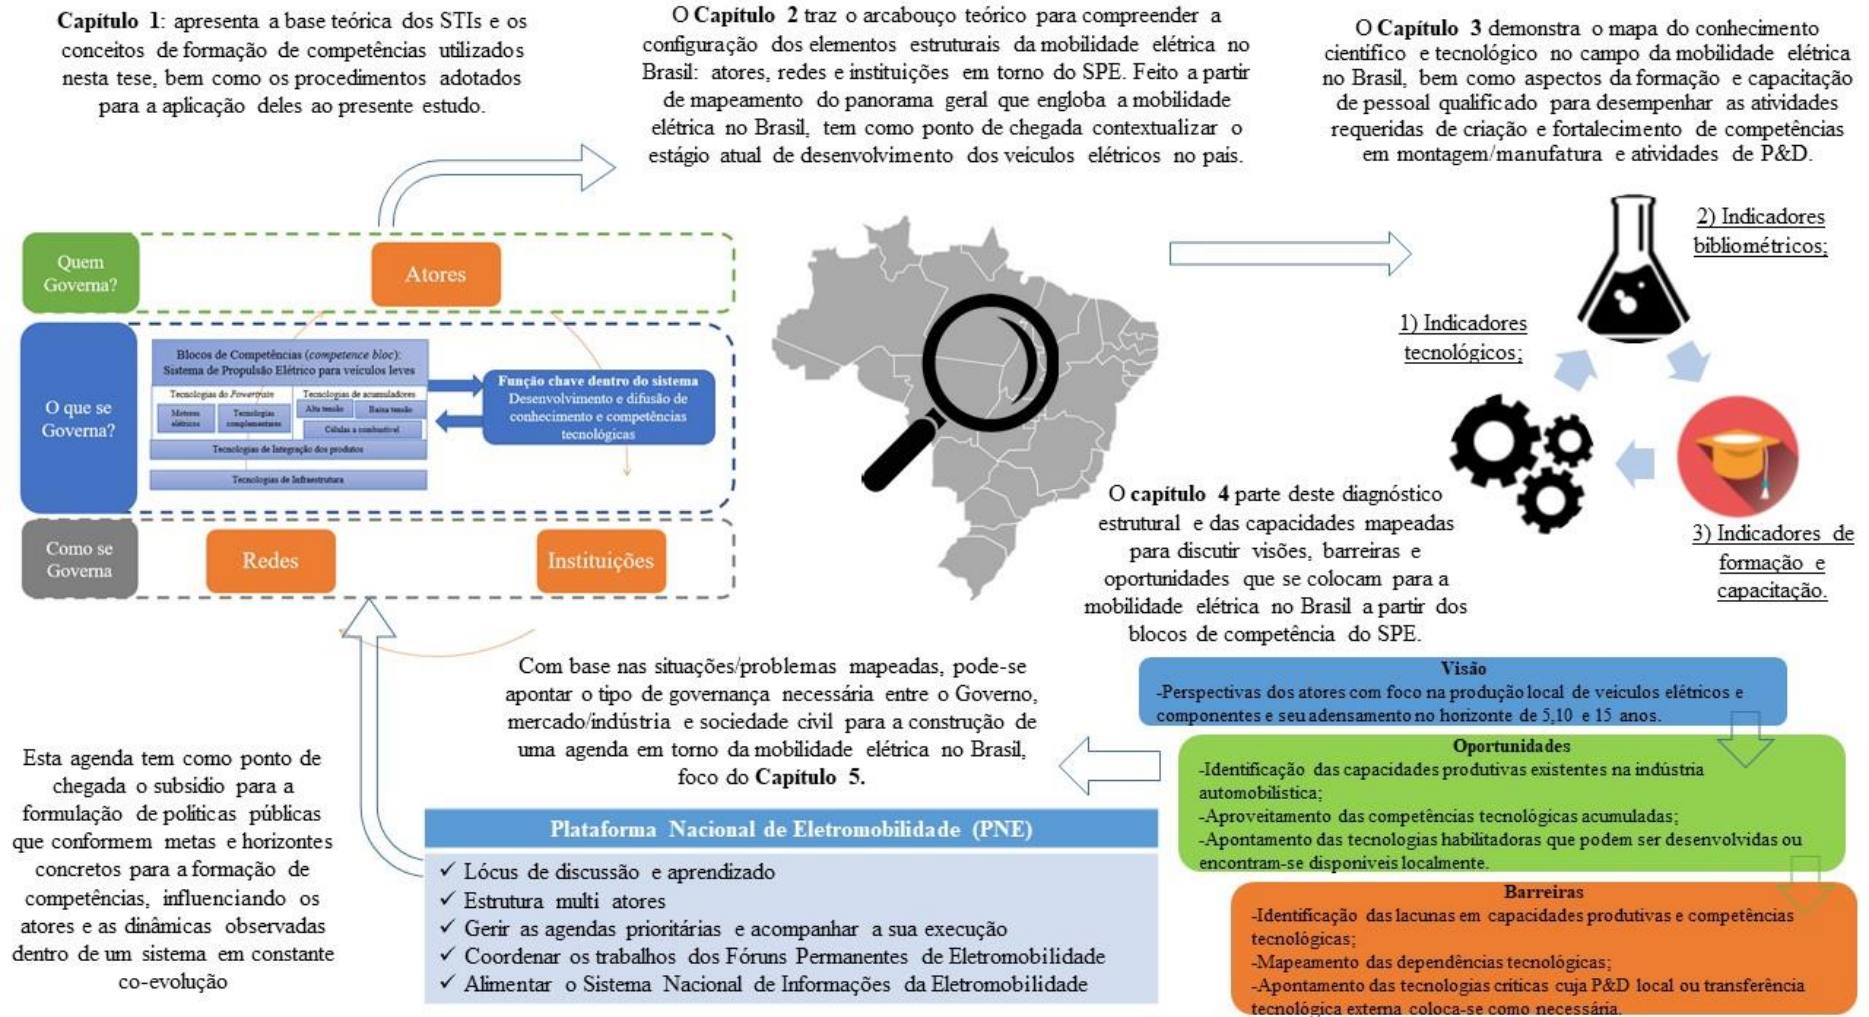 Capítulo 1: apresenta a base teórica dos STIs e os
conceitos de formação de competências utilizados
nesta tese, bem como os procedimentos adotados
para a aplicação deles ao presente estudo.
O Capítulo 2 traz o arcabouço teórico para compreender a
configuração dos elementos estruturais da mobilidade elétrica no
Brasil: atores, redes e instituições em torno do SPE. Feito a partir
de mapeamento do panorama geral que engloba a mobilidade
elétrica no Brasil, tem como ponto de chegada contextualizar o
estágio atual de desenvolvimento dos veículos elétricos no país.
O Capítulo 3 demonstra o mapa do conhecimento
científico e tecnológico no campo da mobilidade elétrica
no Brasil, bem como aspectos da formação e capacitação
de pessoal qualificado para desempenhar as atividades
requeridas de criação e fortalecimento de competências
em montagem/manufatura e atividades de P&D.
Quem
Governa?
Atores
O que se
Governa?
Blocos de Competências (competence bloc):
Sistema de Propulsão Elétrico para veículos leves
Tecnologias do Powertrain
Motores
elétricos
Tecnologias
complementares
Tecnologias de acumuladores
Alta tensão
Baixa tensão
Células a combustível
Tecnologias de Integração dos produtos
Tecnologias de Infraestrutura
Função chave dentro do sistema
Desenvolvimento e difusão de
conhecimento e competências
tecnológicas
Como se
Governa
Redes
Instituições
2) Indicadores
bibliométricos;
1) Indicadores
tecnológicos;
3) Indicadores de
formação e
capacitação.
O capítulo 4 parte deste diagnóstico
estrutural e das capacidades mapeadas
para discutir visões, barreiras e
oportunidades que se colocam para a
mobilidade elétrica no Brasil a partir dos
blocos de competência do SPE.
Visão
-Perspectivas dos atores com foco na produção local de veículos elétricos e
componentes e seu adensamento no horizonte de 5,10 e 15 anos.
Oportunidades
-Identificação das capacidades produtivas existentes na indústria
automobilística;
-Aproveitamento das competências tecnológicas acumuladas;
-Apontamento das tecnologias habilitadoras que podem ser desenvolvidas ou
encontram-se disponíveis localmente.
Barreiras
-Identificação das lacunas em capacidades produtivas e competências
tecnológicas;
-Mapeamento das dependências tecnológicas;
-Apontamento das tecnologias críticas cuja P&D local ou transferência
tecnológica externa coloca-se como necessária.
Com base nas situações/problemas mapeadas, pode-se
apontar o tipo de governança necessária entre o Governo,
mercado/indústria e sociedade civil para a construção de
uma agenda em torno da mobilidade elétrica no Brasil,
foco do Capítulo 5.
Plataforma Nacional de Eletromobilidade (PNE)
✓ Lócus de discussão e aprendizado
✓ Estrutura multi atores
✓ Gerir as agendas prioritárias e acompanhar a sua execução
✓ Coordenar os trabalhos dos Fóruns Permanentes de Eletromobilidade
✓ Alimentar o Sistema Nacional de Informações da Eletromobilidade
Esta agenda tem como ponto de
chegada o subsídio para a
formulação de políticas públicas
que conformem metas e horizontes
concretos para a formação de
competências, influenciando os
atores e as dinâmicas observadas
dentro de um sistema em constante
co-evolução